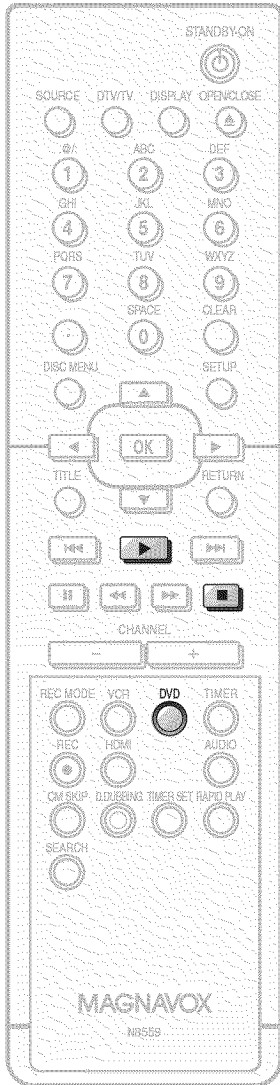 STANDBY-ON
SOURCE DTV/TV DISPLAY OPEN/CLOSE
.@/: ABC DEF
1 2 3
GHI JKL MNO
4 5 6
PQRS TUV WXYZ
7 8 9
SPACE CLEAR
. 0
DISC MENU SETUP
OK
TITLE RETURN
CHANNEL
− +
REC MODE VCR DVD TIMER
REC HDMI AUDIO
CM SKIP D.DUBBING TIMER SET RAPID PLAY
SEARCH
MAGNAVOX
NB559